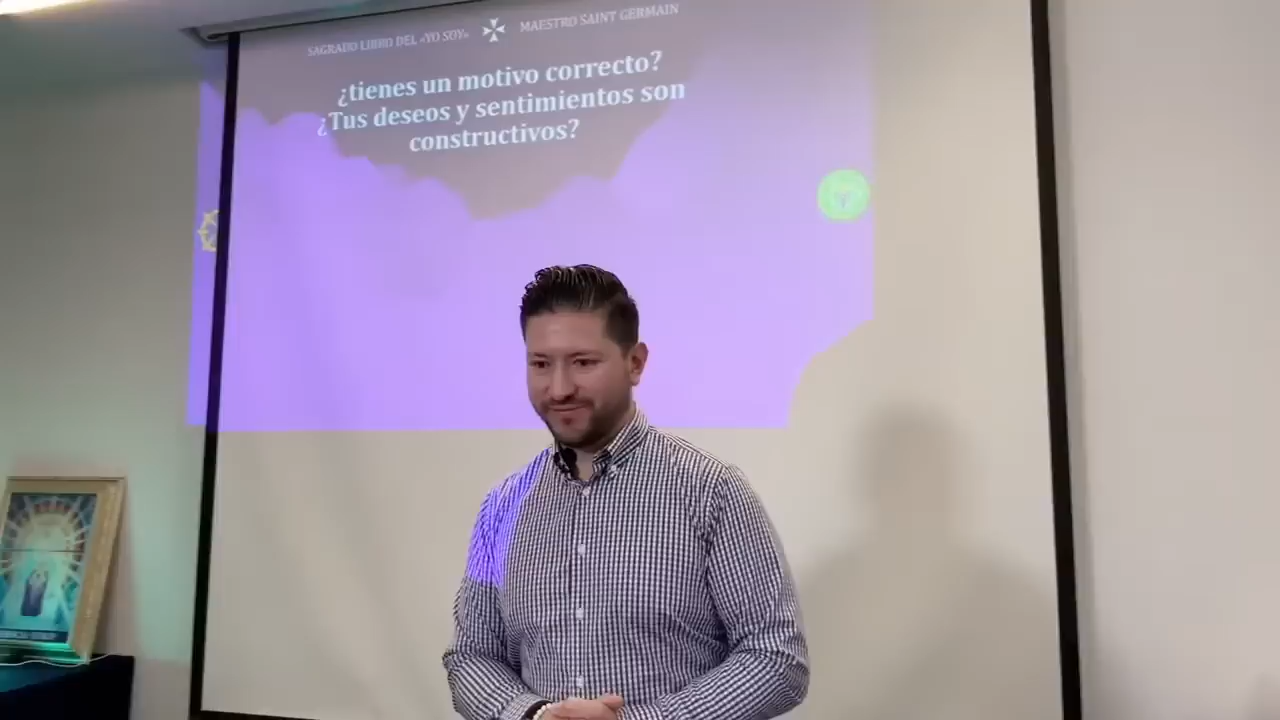 SAGRADO LIBRO DEL «YO SOY» MAESTRO SAINT GERMAIN
¿tienes un motivo correcto?
¿Tus deseos y sentimientos son
constructivos?